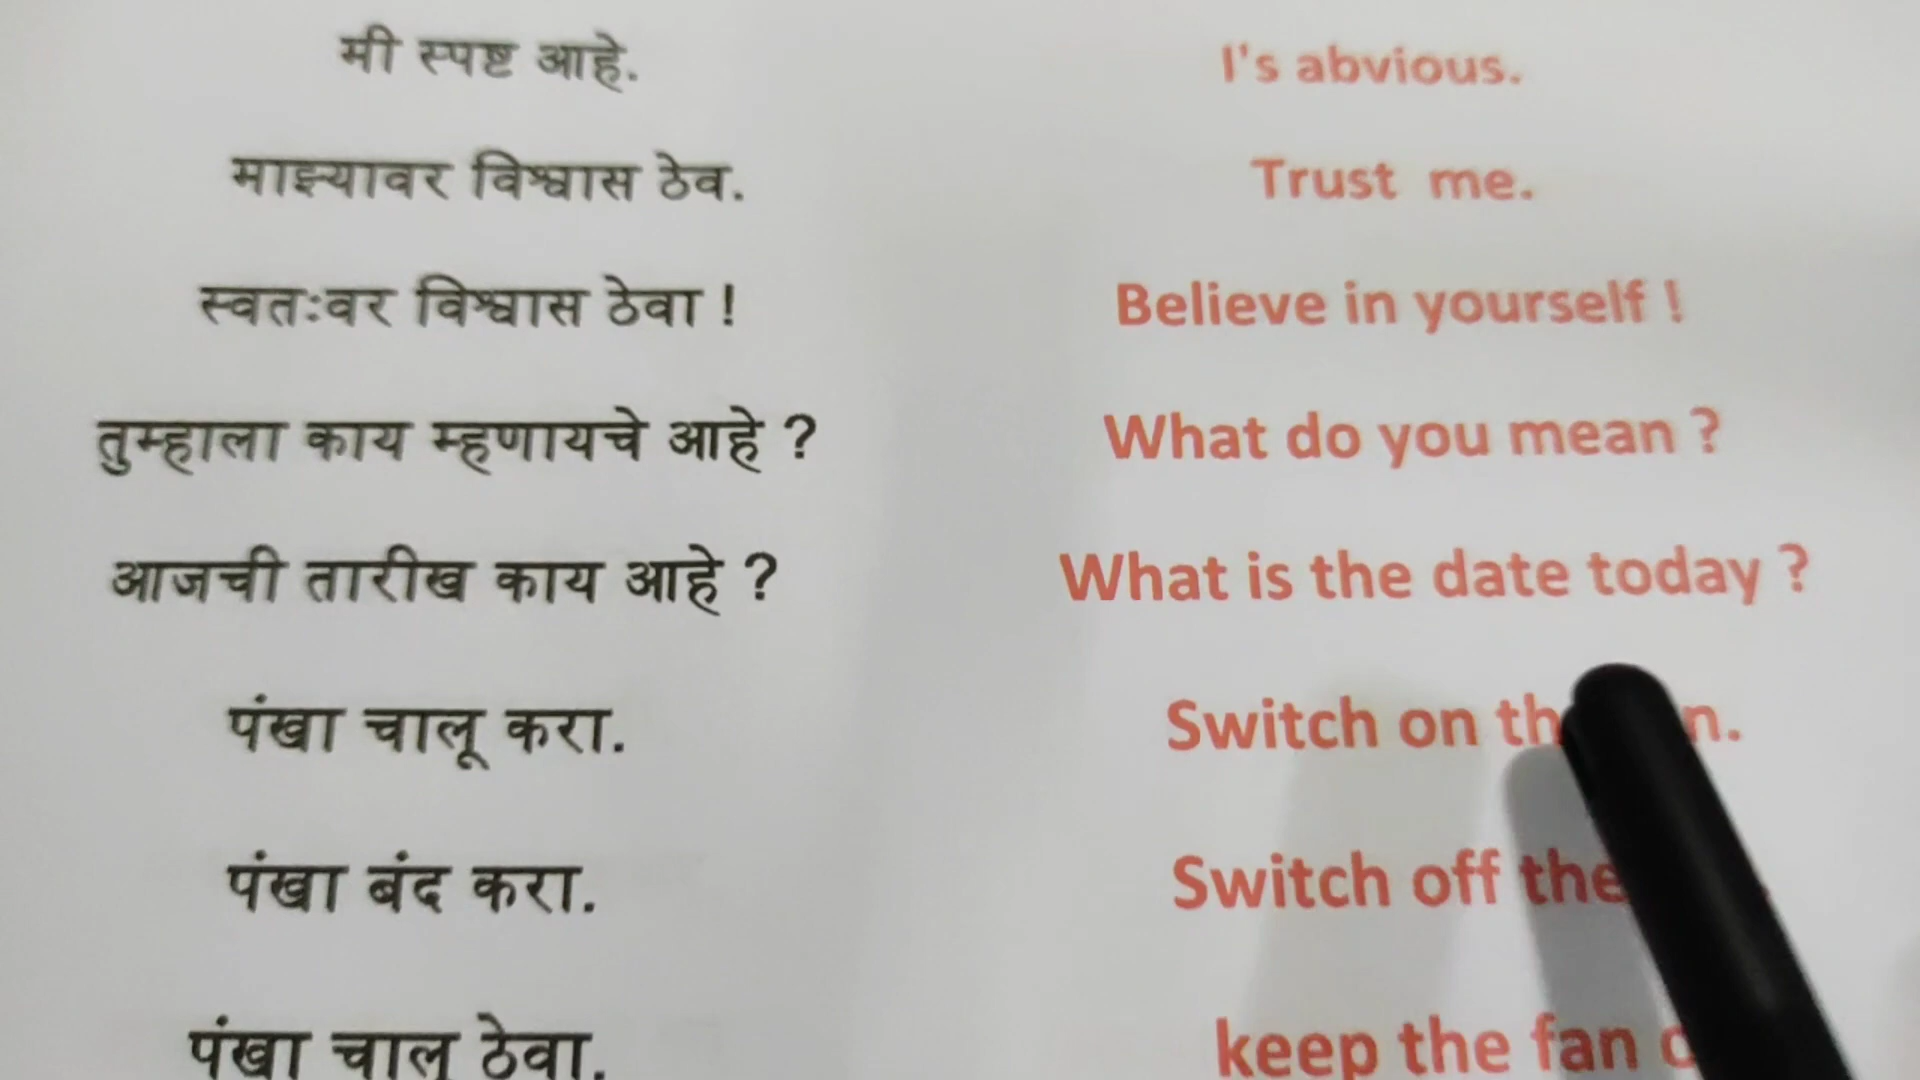 मी स्पष्ट आहे. I's abvious.
माझ्यावर विश्वास ठेव. Trust me.
स्वतःवर विश्वास ठेवा ! Believe in yourself !
तुम्हाला काय म्हणायचे आहे ? What do you mean ?
आजची तारीख काय आहे ? What is the date today ?
पंखा चालू करा. Switch on
पंखा बंद करा. Switch off the
पंखा ठेवा. keep the fan